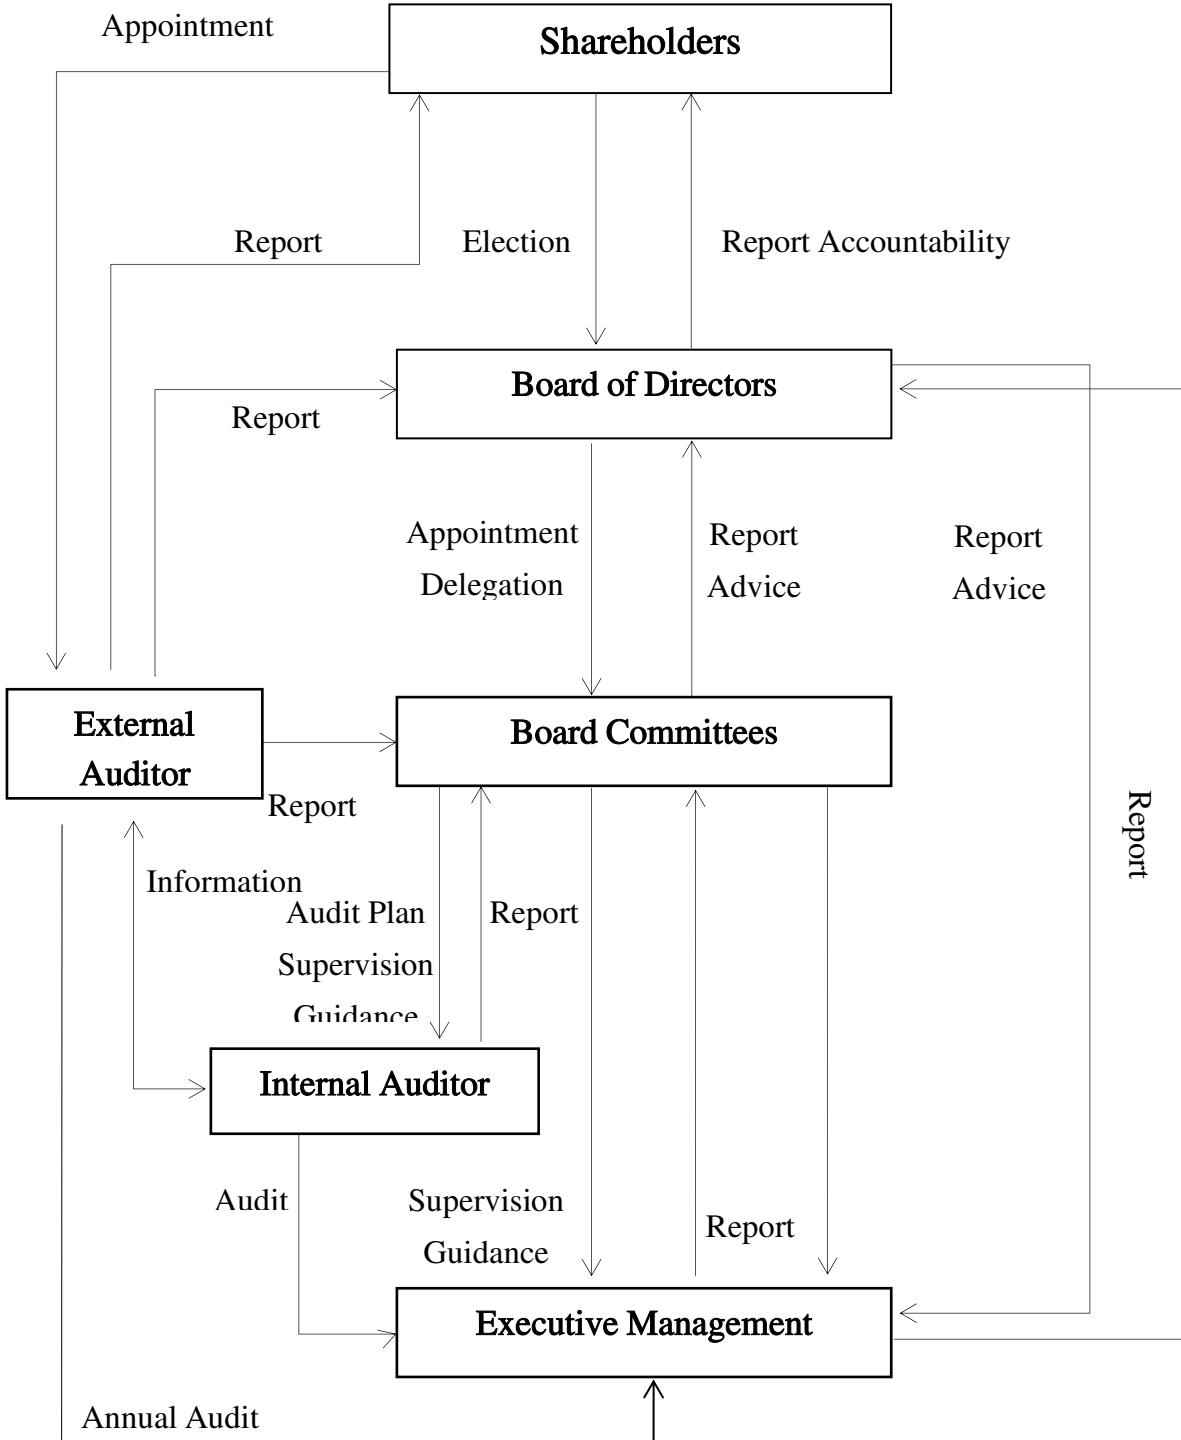 Appointment
Shareholders
Report
Election
Report Accountability
Board of Directors
Report
Appointment
Delegation
Report
Advice
Report
Advice
External
Auditor
Board Committees
Report
Report
Information
Audit Plan
Supervision
Guidance
Report
Internal Auditor
Audit
Supervision
Guidance
Report
Executive Management
Annual Audit